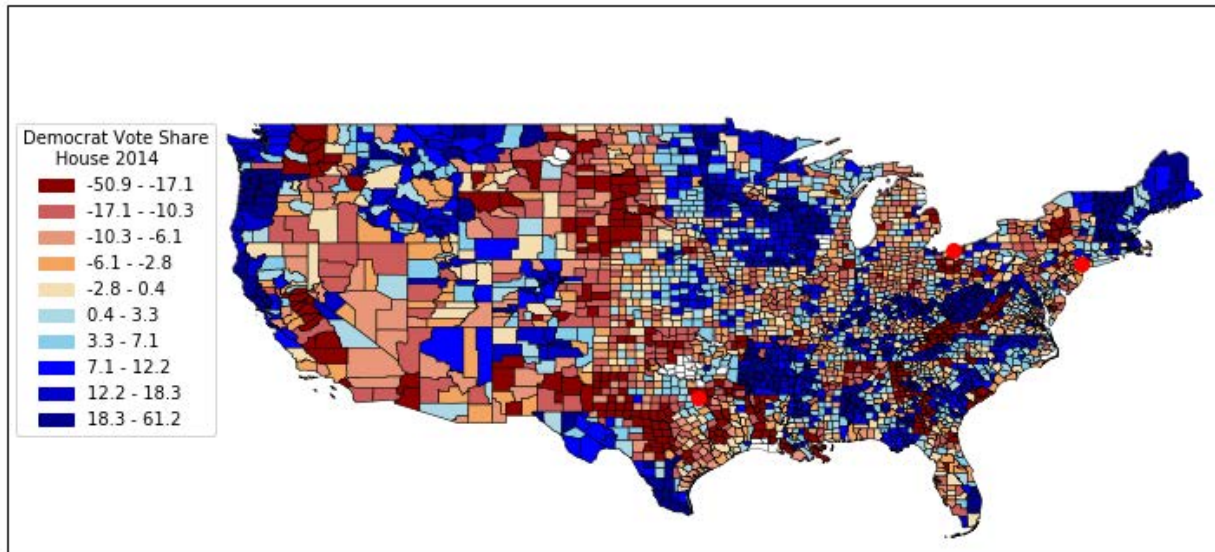 Democrat Vote Share
House 2014
-50.9 - -17.1
-17.1 - -10.3
-10.3 - -6.1
-6.1 - -2.8
-2.8 - 0.4
0.4 - 3.3
3.3 - 7.1
7.1 - 12.2
12.2 - 18.3
18.3 - 61.2